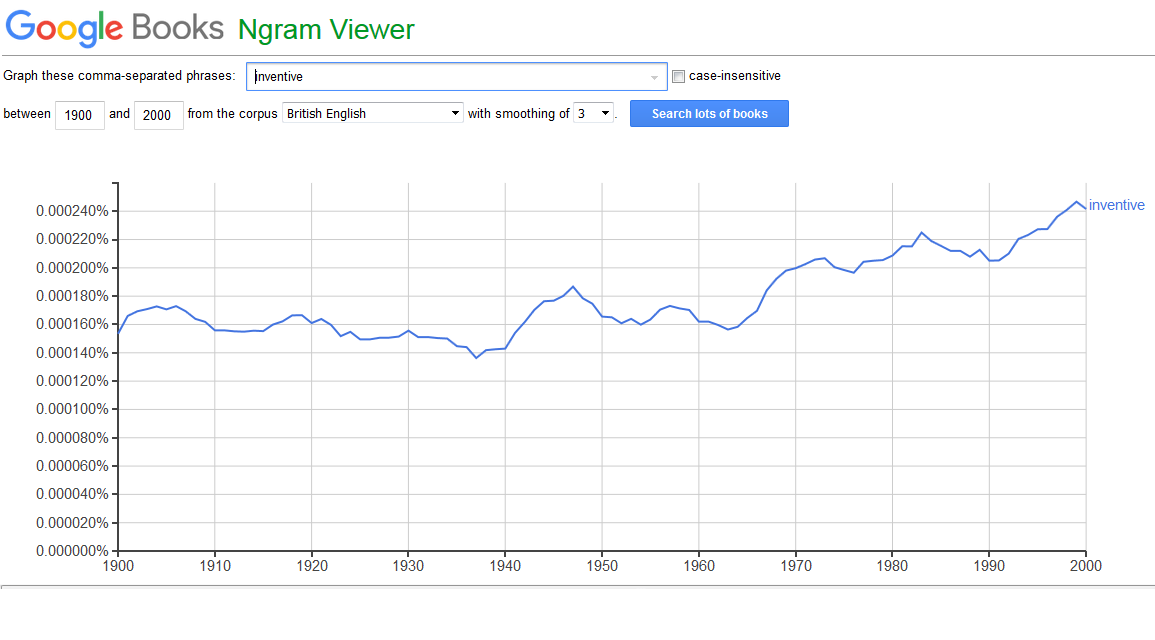 Google Books Ngram Viewer
Graph these comma-separated phrases: inventive case-insensitive
between 1900 and 2000 from the corpus British English with smoothing of 3 . Search lots of books
0.000240%
inventive
0.000220%
0.000200%
0.000180%
0.000160%
0.000140%
0.000120%
0.000100%
0.000080%
0.000060%
0.000040%
0.000020%
0.000000%
1900 1910 1920 1930 1940 1950 1960 1970 1980 1990 2000